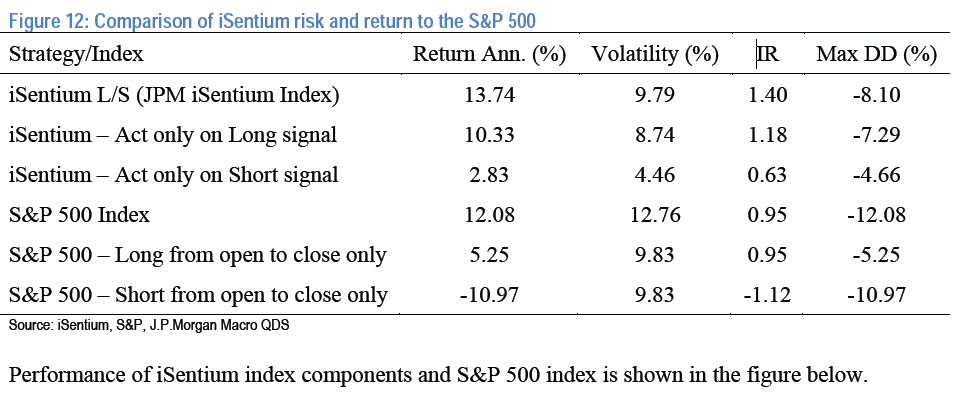 Figure 12: Comparison of iSentium risk and return to the S&P 500
Strategy/Index Return Ann. (%) Volatility (%) IR Max DD (%)
iSentium L/S (JPM iSentium Index) 13.74 9.79 1.40 -8.10
iSentium – Act only on Long signal 10.33 8.74 1.18 -7.29
iSentium – Act only on Short signal 2.83 4.46 0.63 -4.66
S&P 500 Index 12.08 12.76 0.95 -12.08
S&P 500 – Long from open to close only 5.25 9.83 0.95 -5.25
S&P 500 – Short from open to close only -10.97 9.83 -1.12 -10.97
Source: iSentium, S&P, J.P.Morgan Macro QDS
Performance of iSentium index components and S&P 500 index is shown in the figure below.